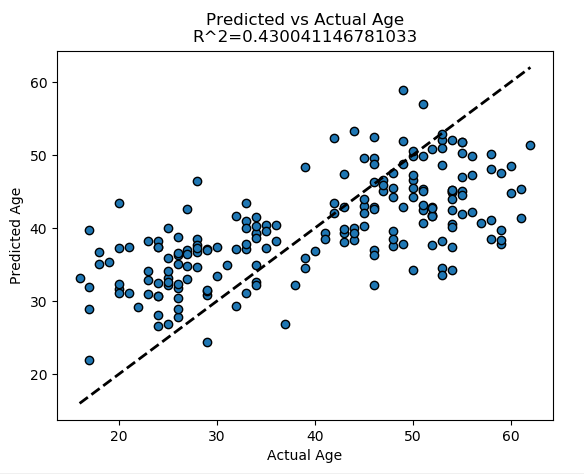 Predicted vs Actual Age
R^2=0.430041146781033
60
50
40
30
20
Predicted Age
20 30 40 50 60
Actual Age